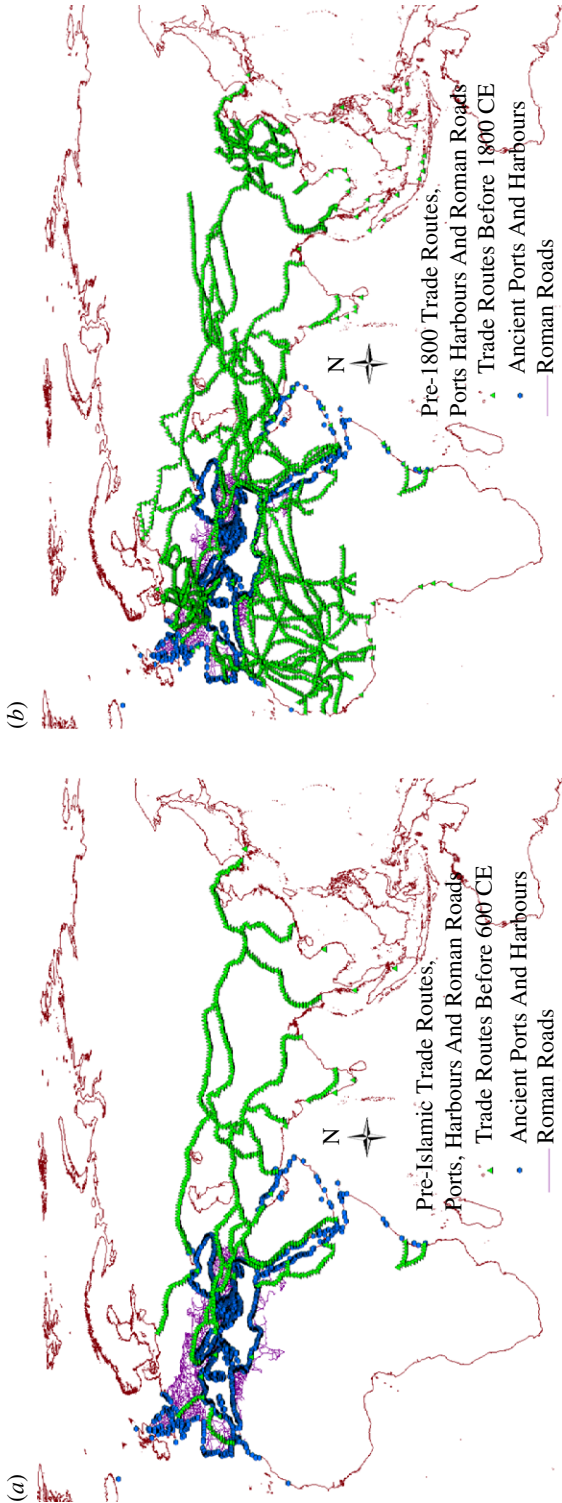 (a)
N
Pre-Islamic Trade Routes,
Ports, Harbours And Roman Roads
Trade Routes Before 600 CE
Ancient Ports And Harbours
Roman Roads
(b)
N
Pre-1800 Trade Routes,
Ports Harbours And Roman Roads
Trade Routes Before 1800 CE
Ancient Ports And Harbours
Roman Roads